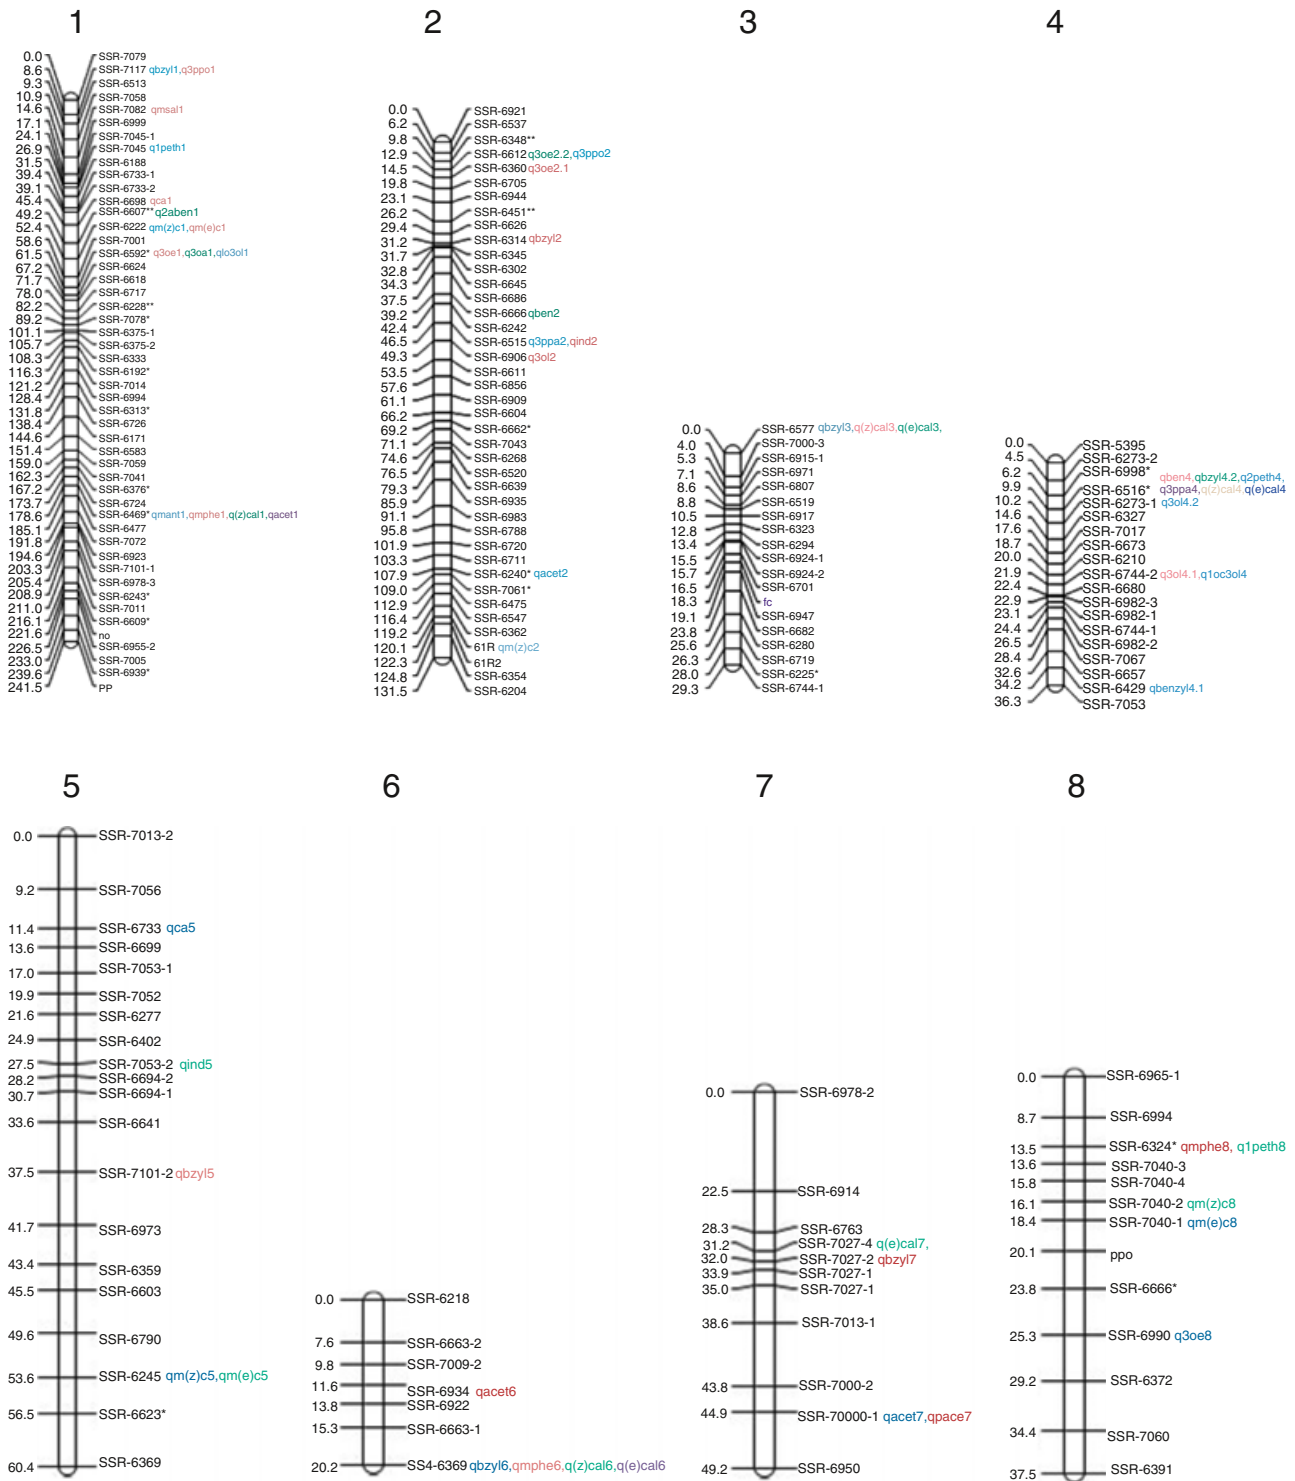 1
0.0 SSR-7079
8.6 SSR-7117 qbzyl1,q3ppo1
9.3 SSR-6513
10.9 SSR-7058
14.6 SSR-7082 qmsal1
17.1 SSR-6999
24.1 SSR-7045-1
26.9 SSR-7045 q1peth1
31.5 SSR-6188
39.4 SSR-6733-1
39.1 SSR-6733-2
45.4 SSR-6698 qca1
49.2 SSR-6607** q2aben1
52.4 SSR-6222 qm(z)c1,qm(e)c1
58.6 SSR-7001
61.5 SSR-6592* q3oe1,q3oa1,qlo3ol1
67.2 SSR-6624
71.7 SSR-6618
78.0 SSR-6717
82.2 SSR-6228**
89.2 SSR-7078*
101.1 SSR-6375-1
105.7 SSR-6375-2
108.3 SSR-6333
116.3 SSR-6192*
121.2 SSR-7014
128.4 SSR-6994
131.8 SSR-6313*
138.4 SSR-6726
144.6 SSR-6171
151.4 SSR-6583
159.0 SSR-7059
162.3 SSR-7041
167.2 SSR-6376*
173.7 SSR-6724
178.6 SSR-6469* qmant1,qmphe1,q(z)cal1,qacet1
185.1 SSR-6477
191.8 SSR-7072
194.6 SSR-6923
203.3 SSR-7101-1
205.4 SSR-6978-3
208.9 SSR-6243*
211.0 SSR-7011
216.1 SSR-6609*
221.6 no
226.5 SSR-6955-2
233.0 SSR-7005
239.6 SSR-6939*
241.5 PP
2
0.0 SSR-6921
6.2 SSR-6537
9.8 SSR-6348**
12.9 SSR-6612 q3oe2.2,q3ppo2
14.5 SSR-6360 q3oe2.1
19.8 SSR-6705
23.1 SSR-6944
26.2 SSR-6451**
29.4 SSR-6626
31.2 SSR-6314 qbzyl2
31.7 SSR-6345
32.8 SSR-6302
34.3 SSR-6645
37.5 SSR-6686
39.2 SSR-6666 qben2
42.4 SSR-6242
46.5 SSR-6515 q3ppa2,qind2
49.3 SSR-6906 q3ol2
53.5 SSR-6611
57.6 SSR-6856
61.1 SSR-6909
66.2 SSR-6604
69.2 SSR-6662*
71.1 SSR-7043
74.6 SSR-6268
76.5 SSR-6520
79.3 SSR-6639
85.9 SSR-6935
91.1 SSR-6983
95.8 SSR-6788
101.9 SSR-6720
103.3 SSR-6711
107.9 SSR-6240* qacet2
109.0 SSR-7061*
112.9 SSR-6475
116.4 SSR-6547
119.2 SSR-6362
120.1 61R qm(z)c2
122.3 61R2
124.8 SSR-6354
131.5 SSR-6204
3
0.0 SSR-6577 qbzyl3,q(z)cal3,q(e)cal3,
4.0 SSR-7000-3
5.3 SSR-6915-1
7.1 SSR-6971
8.6 SSR-6807
8.8 SSR-6519
10.5 SSR-6917
12.8 SSR-6323
13.4 SSR-6294
15.5 SSR-6924-1
15.7 SSR-6924-2
16.5 SSR-6701
18.3 fc
19.1 SSR-6947
23.8 SSR-6682
25.6 SSR-6280
26.3 SSR-6719
28.0 SSR-6225*
29.3 SSR-6744-1
4
0.0 SSR-5395
4.5 SSR-6273-2
6.2 SSR-6998*
qben4,qbzyl4.2,q2peth4,
9.9 SSR-6516* q3ppa4,q(z)cal4,q(e)cal4
10.2 SSR-6273-1 q3ol4.2
14.6 SSR-6327
17.6 SSR-7017
18.7 SSR-6673
20.0 SSR-6210
21.9 SSR-6744-2 q3ol4.1,q1oc3ol4
22.4 SSR-6680
22.9 SSR-6982-3
23.1 SSR-6982-1
24.4 SSR-6744-1
26.5 SSR-6982-2
28.4 SSR-7067
32.6 SSR-6657
34.2 SSR-6429 qbenzyl4.1
36.3 SSR-7053
5
0.0 SSR-7013-2
9.2 SSR-7056
11.4 SSR-6733 qca5
13.6 SSR-6699
17.0 SSR-7053-1
19.9 SSR-7052
21.6 SSR-6277
24.9 SSR-6402
27.5 SSR-7053-2 qind5
28.2 SSR-6694-2
30.7 SSR-6694-1
33.6 SSR-6641
37.5 SSR-7101-2 qbzyl5
41.7 SSR-6973
43.4 SSR-6359
45.5 SSR-6603
49.6 SSR-6790
53.6 SSR-6245 qm(z)c5,qm(e)c5
56.5 SSR-6623*
60.4 SSR-6369
6
0.0 SSR-6218
7.6 SSR-6663-2
9.8 SSR-7009-2
11.6 SSR-6934 qacet6
13.8 SSR-6922
15.3 SSR-6663-1
20.2 SS4-6369 qbzyl6,qmphe6,q(z)cal6,q(e)cal6
7
0.0 SSR-6978-2
22.5 SSR-6914
28.3 SSR-6763
31.2 SSR-7027-4 q(e)cal7,
32.0 SSR-7027-2 qbzyl7
33.9 SSR-7027-1
35.0 SSR-7027-1
38.6 SSR-7013-1
43.8 SSR-7000-2
44.9 SSR-70000-1 qacet7,qpace7
49.2 SSR-6950
8
0.0 SSR-6965-1
8.7 SSR-6994
13.5 SSR-6324* qmphe8, q1peth8
13.6 SSR-7040-3
15.8 SSR-7040-4
16.1 SSR-7040-2 qm(z)c8
18.4 SSR-7040-1 qm(e)c8
20.1 ppo
23.8 SSR-6666*
25.3 SSR-6990 q3oe8
29.2 SSR-6372
34.4 SSR-7060
37.5 SSR-6391